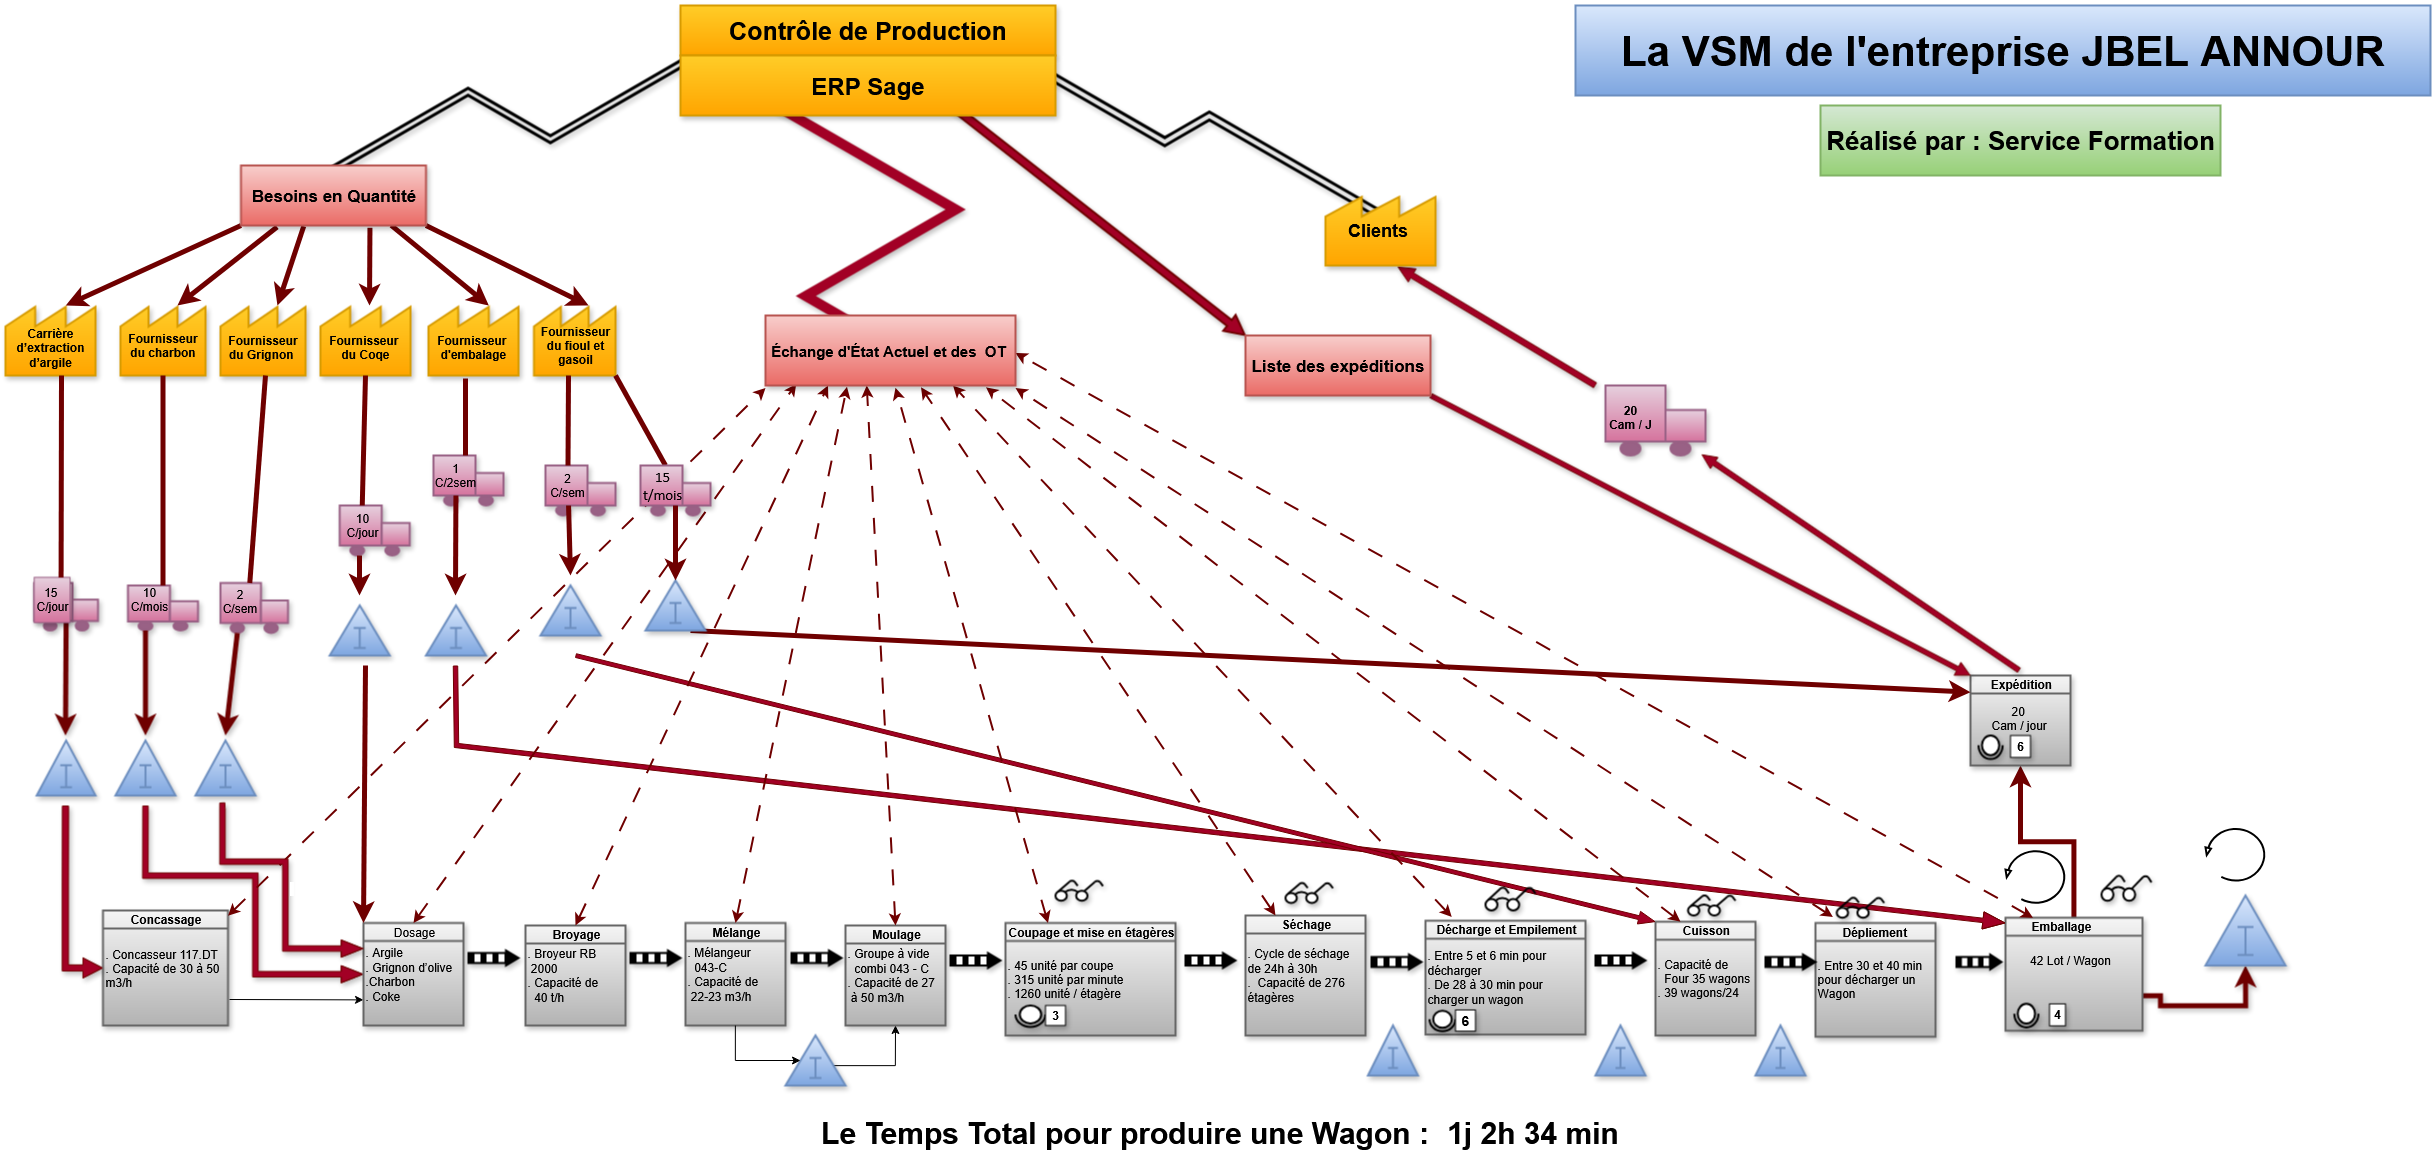 Contrôle de Production
ERP Sage
La VSM de l'entreprise JBEL ANNOUR
Réalisé par : Service Formation
Besoins en Quantité
Clients
Carrière
d'extraction
d'argile
Fournisseur
du charbon
Fournisseur
du Grignon
Fournisseur
du Coqe
Fournisseur
d'embalage
Fournisseur
du fioul et
gasoil
Échange d'État Actuel et des OT
Liste des expéditions
20
Cam / J
1
C/2sem
2
C/sem
15
t/mois
10
C/jour
15
C/jour
10
C/mois
2
C/sem
I
I
I
I
I
I
I
Expédition
20
Cam / jour
6
Concassage
. Concasseur 117.DT
. Capacité de 30 à 50
m3/h
Dosage
. Argile
. Grignon d'olive
.Charbon
. Coke
Broyage
. Broyeur RB
2000
. Capacité de
40 t/h
Mélange
. Mélangeur
043-C
. Capacité de
22-23 m3/h
Moulage
. Groupe à vide
combi 043 - C
. Capacité de 27
à 50 m3/h
Coupage et mise en étagères
. 45 unité par coupe
. 315 unité par minute
. 1260 unité / étagère
3
Séchage
. Cycle de séchage
de 24h à 30h
. Capacité de 276
étagères
Décharge et Empilement
. Entre 5 et 6 min pour
décharger
. De 28 à 30 min pour
charger un wagon
6
Cuisson
. Capacité de
Four 35 wagons
. 39 wagons/24
Dépliement
. Entre 30 et 40 min
pour décharger un
Wagon
Emballage
42 Lot / Wagon
4
I
I
I
I
I
Le Temps Total pour produire une Wagon : 1j 2h 34 min